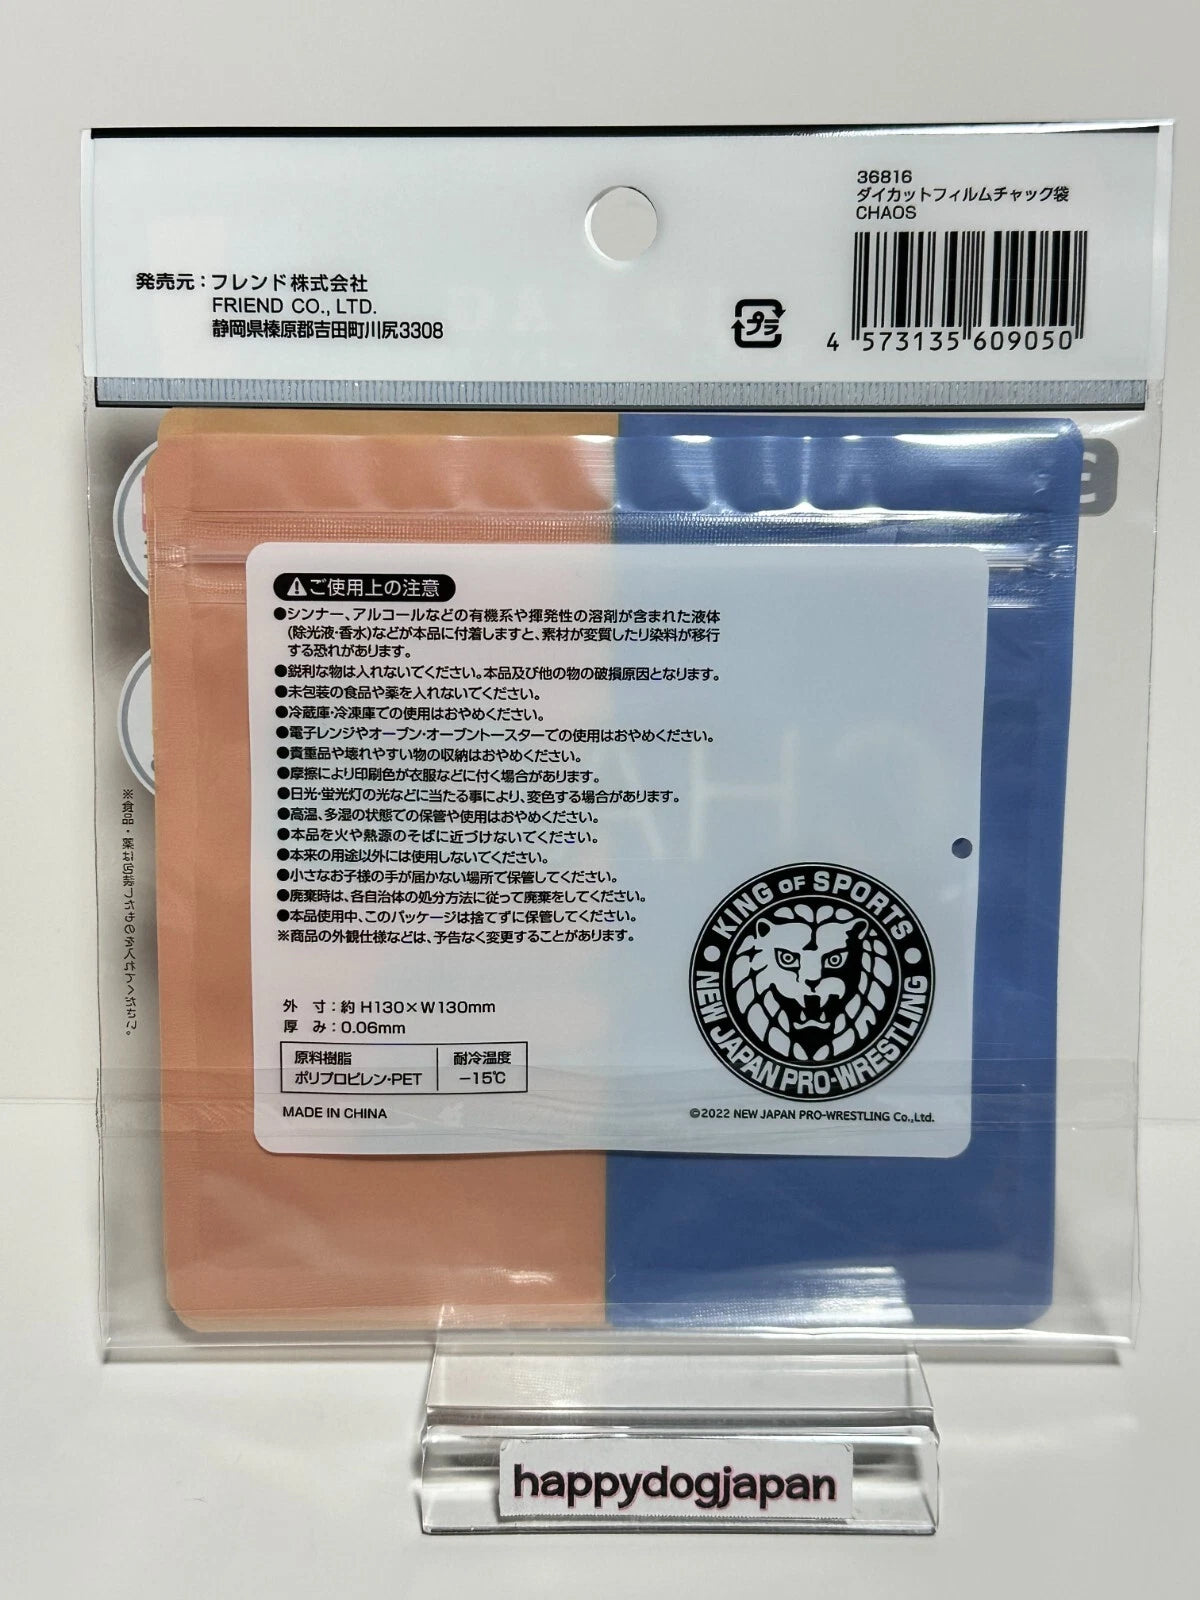 36816
ダイカットフィルムチャック袋
CHAOS
4 573135 609050
発売元：フレンド株式会社
FRIEND CO., LTD.
静岡県榛原郡吉田町川尻3308
プラ
ご使用上の注意
●シンナー、アルコールなどの有機系や揮発性の溶剤が含まれた液体
(除光液・香水)などが本品に付着しますと、素材が変質したり染料が移行
する恐れがあります。
●鋭利な物は入れないでください。本品及び他の物の破損原因となります。
●未包装の食品や薬を入れないでください。
●冷蔵庫・冷凍庫での使用はおやめください。
●電子レンジやオーブン・オーブントースターでの使用はおやめください。
●貴重品や壊れやすい物の収納はおやめください。
●摩擦により印刷色が衣服などに付く場合があります。
●日光・蛍光灯の光などに当たる事により、変色する場合があります。
●高温、多湿の状態での保管や使用はおやめください。
●本品を火や熱源のそばに近づけないでください。
●本来の用途以外には使用しないでください。
●小さなお子様の手が届かない場所で保管してください。
●廃棄時は、各自治体の処分方法に従って廃棄をしてください。
●本品使用中、このパッケージは捨てずに保管してください。
※商品の外観仕様などは、予告なく変更することがあります。
外 寸：約 H130×W130mm
厚 み：0.06mm
原料樹脂 耐冷温度
ポリプロピレン・PET －15℃
MADE IN CHINA
KING OF SPORTS
NEW JAPAN PRO-WRESTLING
©2022 NEW JAPAN PRO-WRESTLING Co.,Ltd.
※食品・薬は包装したものを入れてください。
happydogjapan